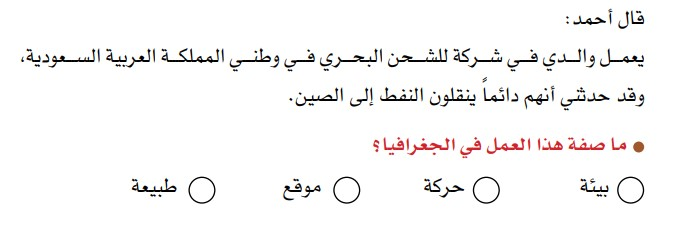 قال أحمد:
يعمل والدي في شركة للشحن البحري في وطني المملكة العربية السعودية،
وقد حدثني أنهم دائماً ينقلون النفط إلى الصين.
● ما صفة هذا العمل في الجغرافيا؟
بيئة حركة موقع طبيعة